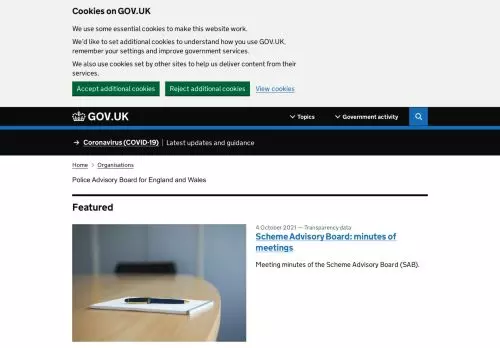 Cookies on GOV.UK
We use some essential cookies to make this website work.
We'd like to set additional cookies to understand how you use GOV.UK,
remember your settings and improve government services.
We also use cookies set by other sites to help us deliver content from their
services.
Accept additional cookies
Reject additional cookies
View cookies
GOV.UK
Topics
Government activity
→ Coronavirus (COVID-19) | Latest updates and guidance
Home > Organisations
Police Advisory Board for England and Wales
Featured
4 October 2021 — Transparency data
Scheme Advisory Board: minutes of
meetings
Meeting minutes of the Scheme Advisory Board (SAB).